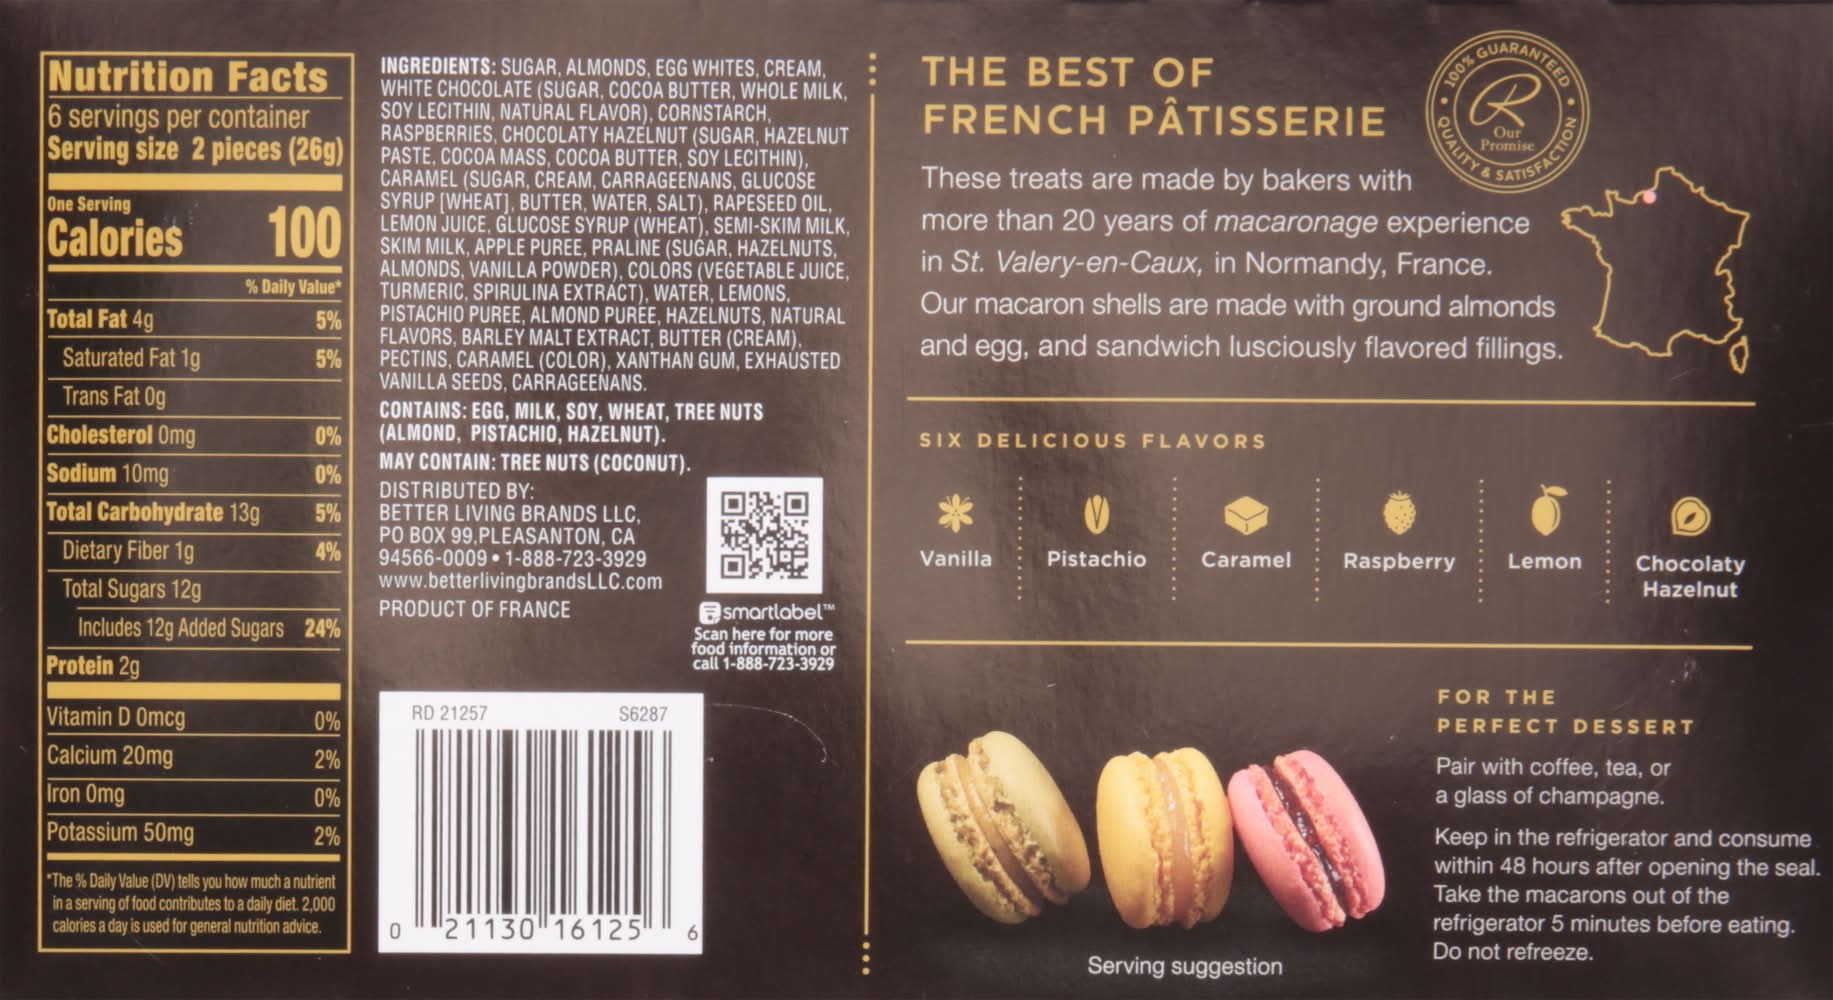 Nutrition Facts
6 servings per container
Serving size 2 pieces (26g)
One Serving
Calories 100
% Daily Value*
Total Fat 4g 5%
Saturated Fat 1g 5%
Trans Fat 0g
Cholesterol 0mg 0%
Sodium 10mg 0%
Total Carbohydrate 13g 5%
Dietary Fiber 1g 4%
Total Sugars 12g
Includes 12g Added Sugars 24%
Protein 2g
Vitamin D 0mcg 0%
Calcium 20mg 2%
Iron 0mg 0%
Potassium 50mg 2%
*The % Daily Value (DV) tells you how much a nutrient
in a serving of food contributes to a daily diet. 2,000
calories a day is used for general nutrition advice.
INGREDIENTS: SUGAR, ALMONDS, EGG WHITES, CREAM,
WHITE CHOCOLATE (SUGAR, COCOA BUTTER, WHOLE MILK,
SOY LECITHIN, NATURAL FLAVOR), CORNSTARCH,
RASPBERRIES, CHOCOLATY HAZELNUT (SUGAR, HAZELNUT
PASTE, COCOA MASS, COCOA BUTTER, SOY LECITHIN),
CARAMEL (SUGAR, CREAM, CARRAGEENANS, GLUCOSE
SYRUP [WHEAT], BUTTER, WATER, SALT), RAPESEED OIL,
LEMON JUICE, GLUCOSE SYRUP (WHEAT), SEMI-SKIM MILK,
SKIM MILK, APPLE PUREE, PRALINE (SUGAR, HAZELNUTS,
ALMONDS, VANILLA POWDER), COLORS (VEGETABLE JUICE,
TURMERIC, SPIRULINA EXTRACT), WATER, LEMONS,
PISTACHIO PUREE, ALMOND PUREE, HAZELNUTS, NATURAL
FLAVORS, BARLEY MALT EXTRACT, BUTTER (CREAM),
PECTINS, CARAMEL (COLOR), XANTHAN GUM, EXHAUSTED
VANILLA SEEDS, CARRAGEENANS.
CONTAINS: EGG, MILK, SOY, WHEAT, TREE NUTS
(ALMOND, PISTACHIO, HAZELNUT).
MAY CONTAIN: TREE NUTS (COCONUT).
DISTRIBUTED BY:
BETTER LIVING BRANDS LLC,
PO BOX 99,PLEASANTON, CA
94566-0009 • 1-888-723-3929
www.betterlivingbrandsLLC.com
PRODUCT OF FRANCE
smartlabel™
Scan here for more
food information or
call 1-888-723-3929
RD 21257 S6287
0 21130 16125 6
THE BEST OF
FRENCH PÂTISSERIE
100% GUARANTEED
R
Our
Promise
QUALITY & SATISFACTION
These treats are made by bakers with
more than 20 years of macaronage experience
in St. Valery-en-Caux, in Normandy, France.
Our macaron shells are made with ground almonds
and egg, and sandwich lusciously flavored fillings.
SIX DELICIOUS FLAVORS
Vanilla
Pistachio
Caramel
Raspberry
Lemon
Chocolaty
Hazelnut
Serving suggestion
FOR THE
PERFECT DESSERT
Pair with coffee, tea, or
a glass of champagne.
Keep in the refrigerator and consume
within 48 hours after opening the seal.
Take the macarons out of the
refrigerator 5 minutes before eating.
Do not refreeze.